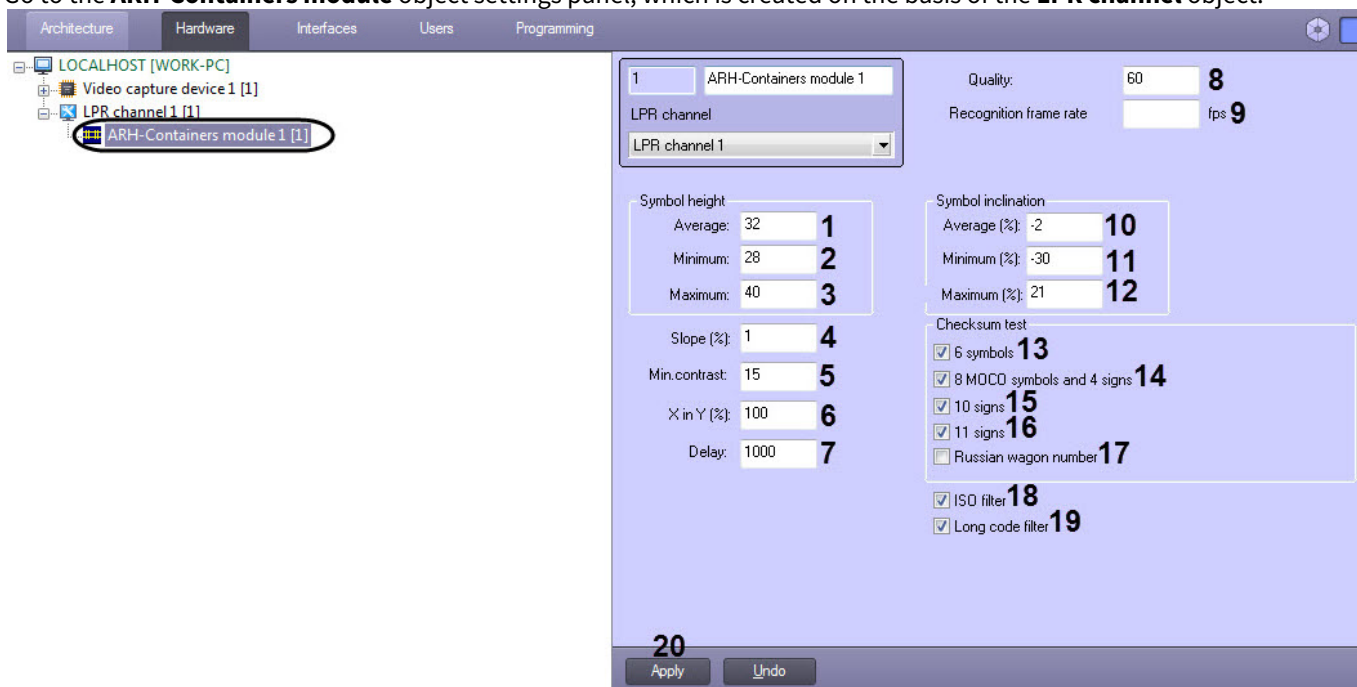 Go to the ARH-Containers module object settings panel, which is created on the basis of the LPR channel object.
Architecture Hardware Interfaces Users Programming
LOCALHOST [WORK-PC]
Video capture device 1 [1]
LPR channel 1 [1]
ARH-Containers module 1 [1]
1 ARH-Containers module 1
LPR channel
LPR channel 1
Quality: 60 8
Recognition frame rate fps 9
Symbol height
Average: 32 1
Minimum: 28 2
Maximum: 40 3
Slope (%): 1 4
Min.contrast: 15 5
X in Y (%): 100 6
Delay: 1000 7
Symbol inclination
Average (%): -2 10
Minimum (%): -30 11
Maximum (%): 21 12
Checksum test
6 symbols 13
8 MOCO symbols and 4 signs 14
10 signs 15
11 signs 16
Russian wagon number 17
ISO filter 18
Long code filter 19
20
Apply Undo